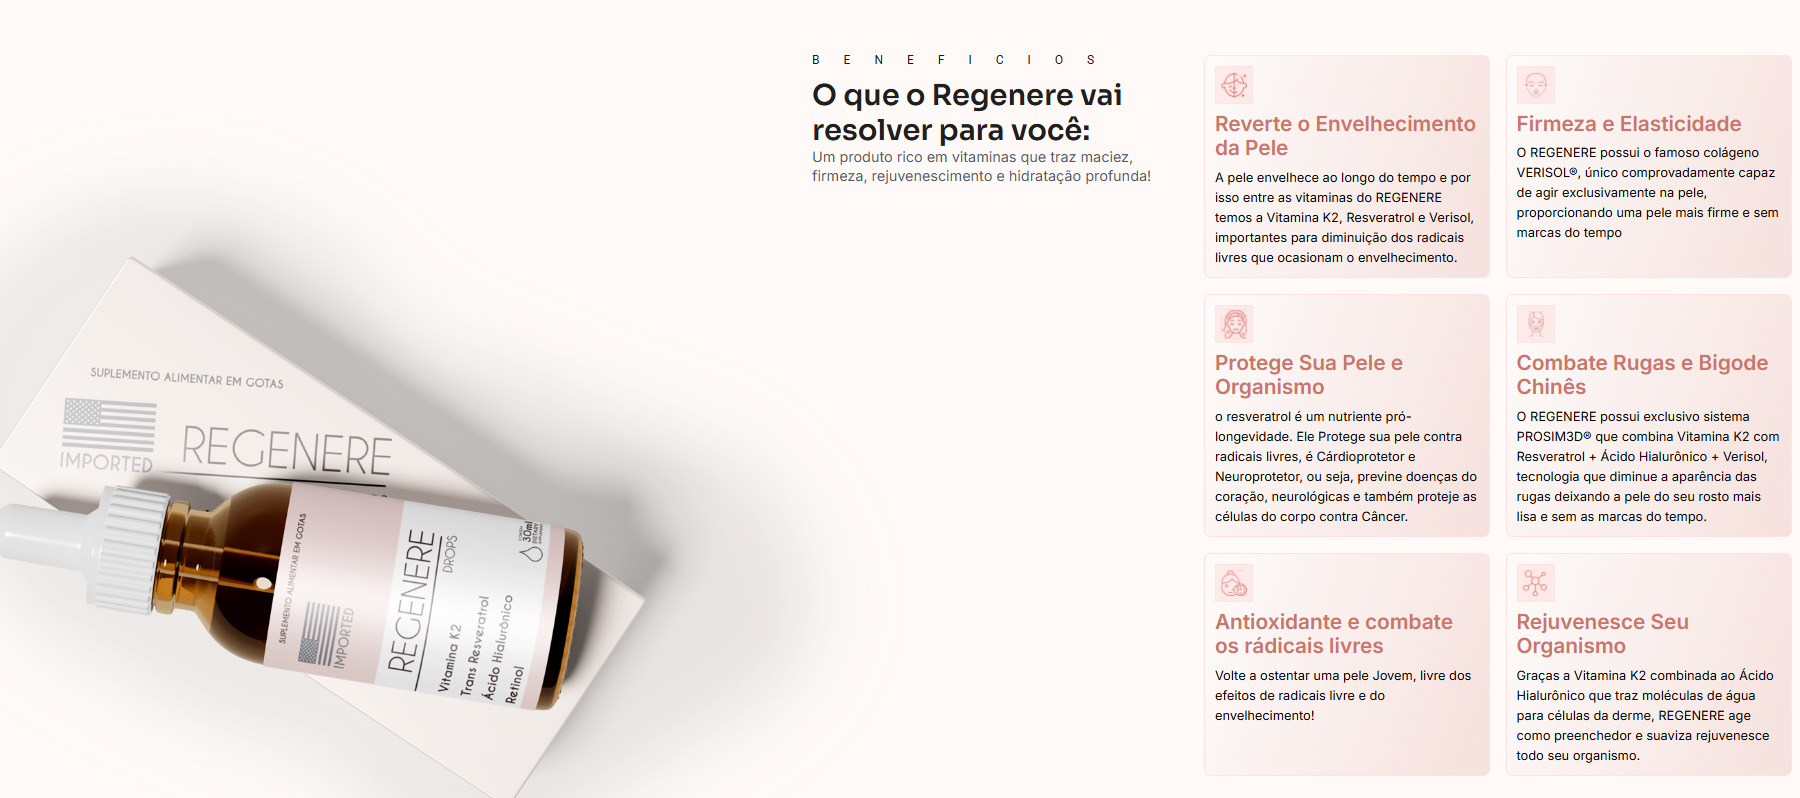 BENEFICIOS
O que o Regenere vai
resolver para você:
Um produto rico em vitaminas que traz maciez,
firmeza, rejuvenescimento e hidratação profunda!
Reverte o Envelhecimento
da Pele
A pele envelhece ao longo do tempo e por
isso entre as vitaminas do REGENERE
temos a Vitamina K2, Resveratrol e Verisol,
importantes para diminuição dos radicais
livres que ocasionam o envelhecimento.
Firmeza e Elasticidade
O REGENERE possui o famoso colágeno
VERISOL®, único comprovadamente capaz
de agir exclusivamente na pele,
proporcionando uma pele mais firme e sem
marcas do tempo
Protege Sua Pele e
Organismo
o resveratrol é um nutriente pró-
longevidade. Ele Protege sua pele contra
radicais livres, é Cárdioprotetor e
Neuroprotetor, ou seja, previne doenças do
coração, neurológicas e também proteje as
células do corpo contra Câncer.
Combate Rugas e Bigode
Chinês
O REGENERE possui exclusivo sistema
PROSIM3D® que combina Vitamina K2 com
Resveratrol + Ácido Hialurônico + Verisol,
tecnologia que diminue a aparência das
rugas deixando a pele do seu rosto mais
lisa e sem as marcas do tempo.
Antioxidante e combate
os rádicais livres
Volte a ostentar uma pele Jovem, livre dos
efeitos de radicais livre e do
envelhecimento!
Rejuvenesce Seu
Organismo
Graças a Vitamina K2 combinada ao Ácido
Hialurônico que traz moléculas de água
para células da derme, REGENERE age
como preenchedor e suaviza rejuvenesce
todo seu organismo.
SUPLEMENTO ALIMENTAR EM GOTAS
IMPORTED
REGENERE
SUPLEMENTO ALIMENTAR EM GOTAS
IMPORTED
REGENERE
DROPS
Vitamina K2
Trans Resveratrol
Ácido Hialurônico
Retinol
30ml